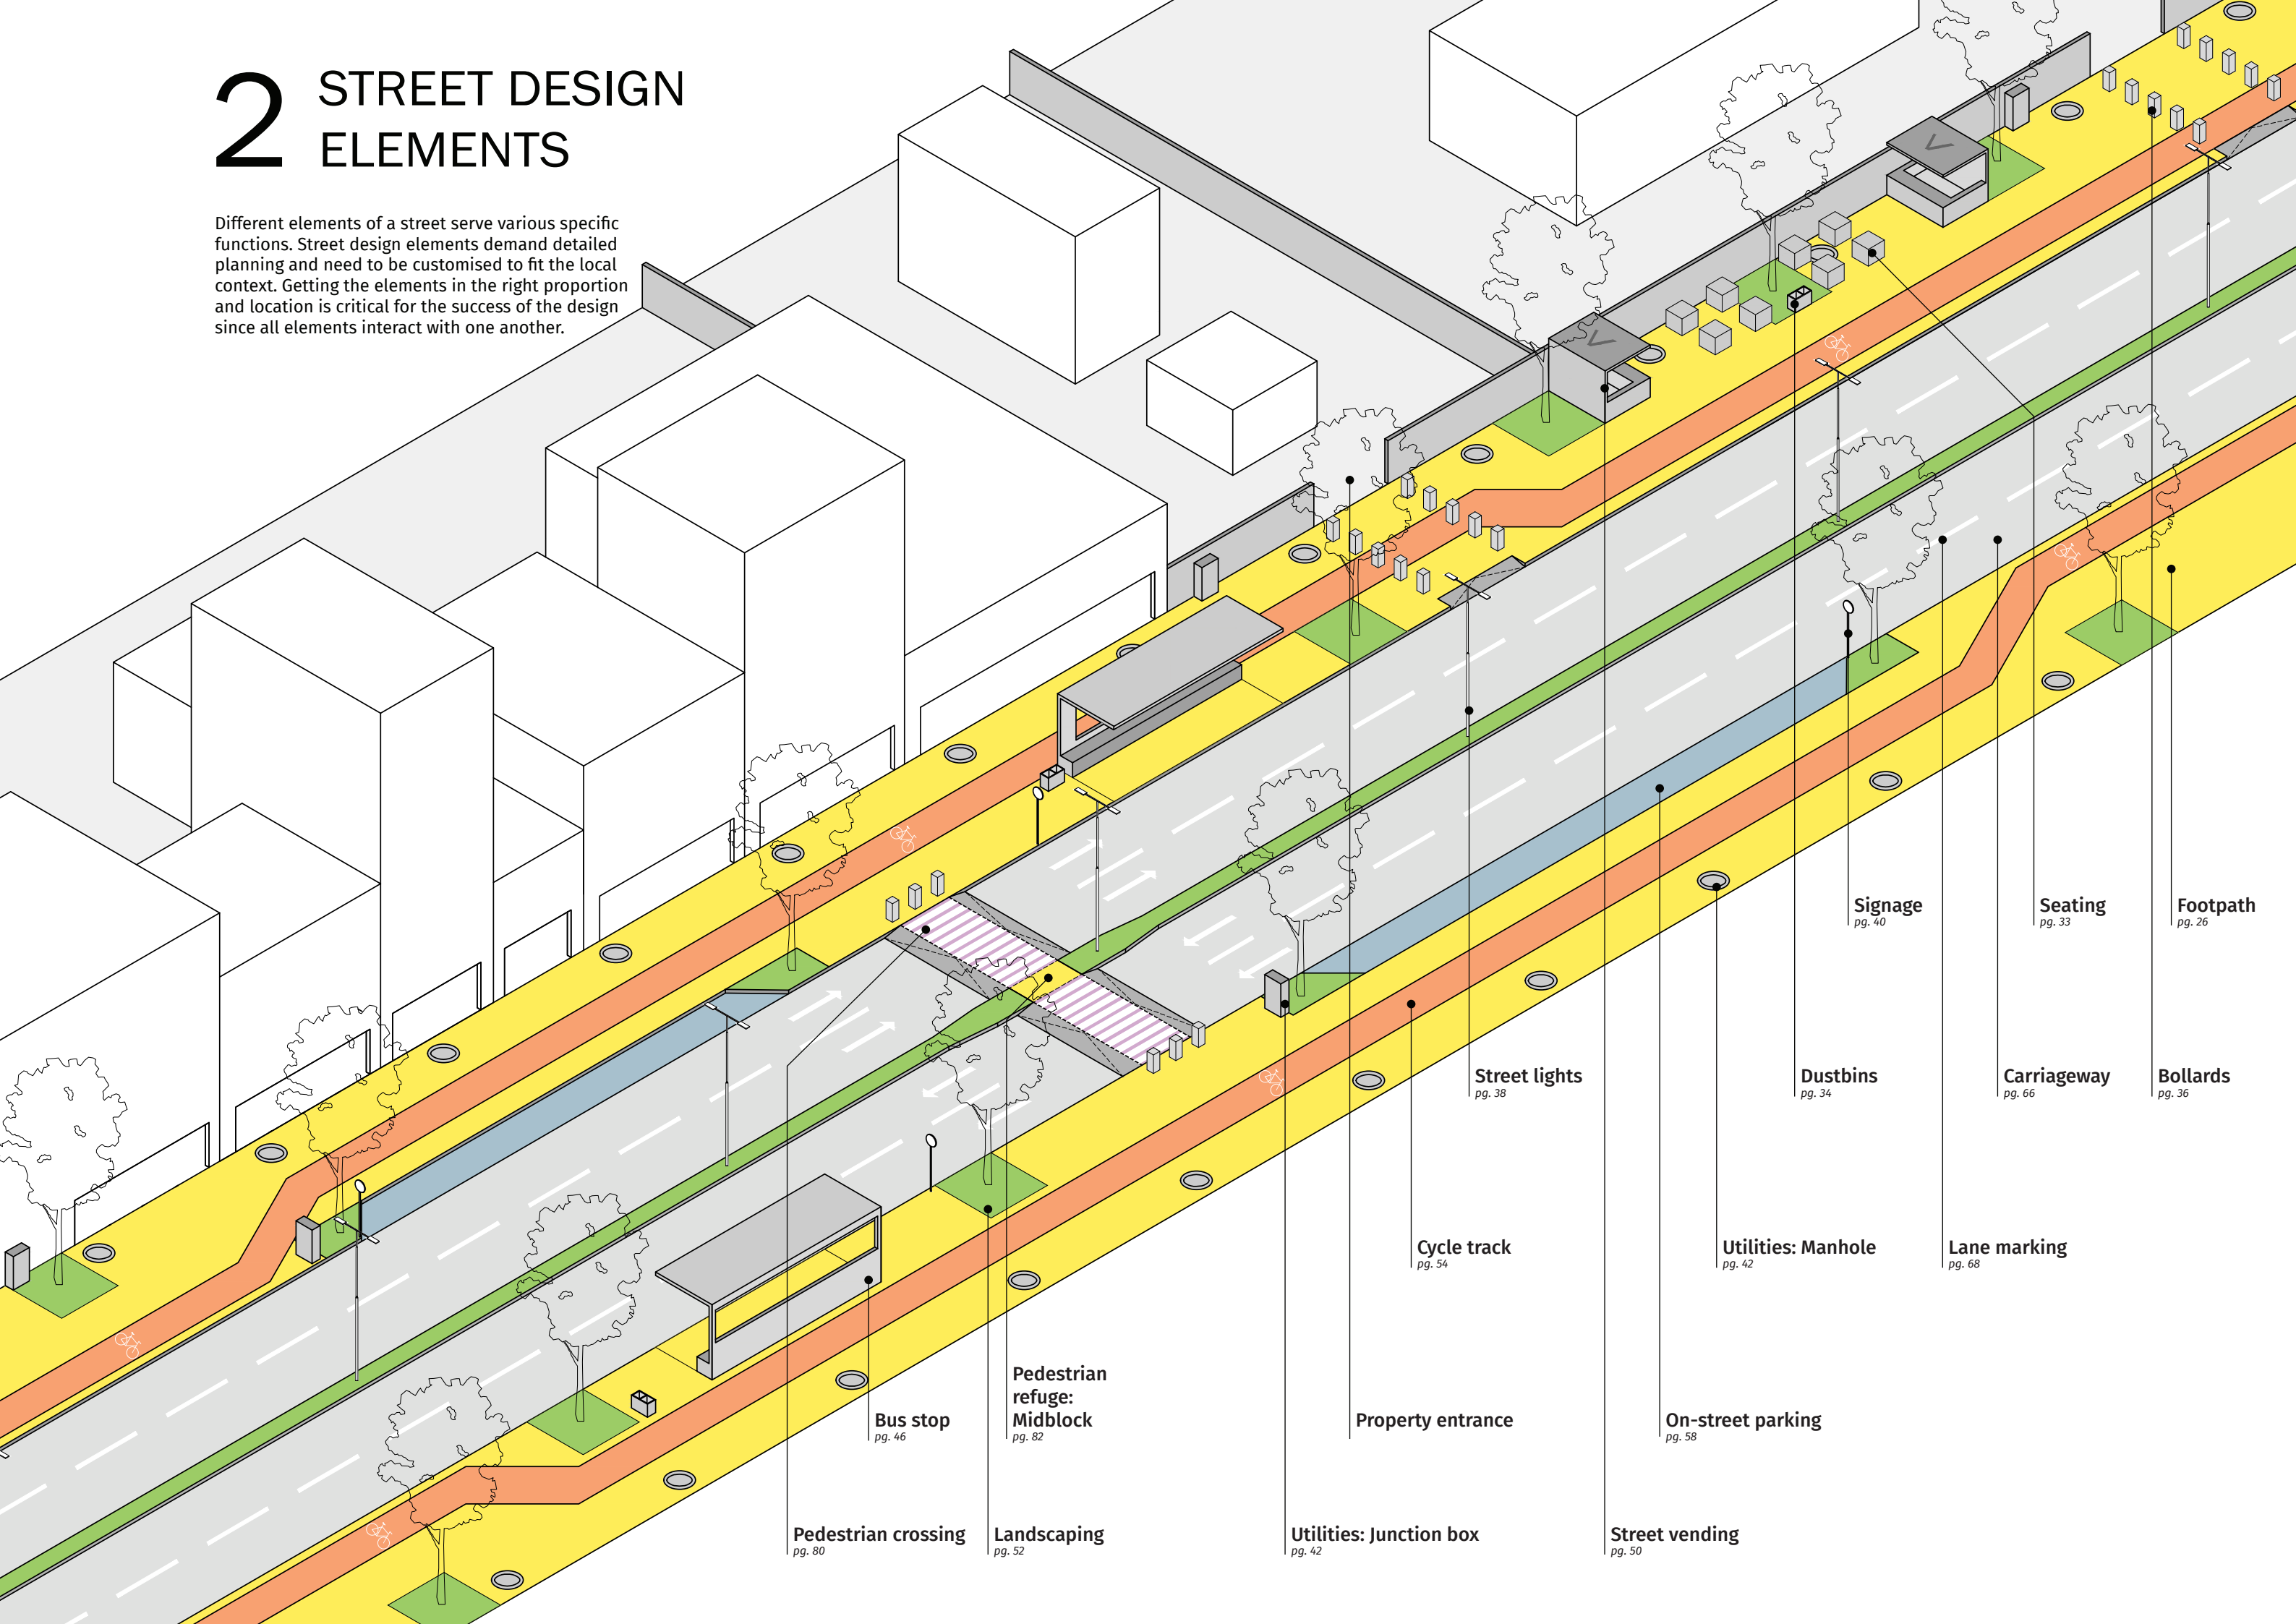 2 STREET DESIGN
ELEMENTS
Different elements of a street serve various specific
functions. Street design elements demand detailed
planning and need to be customised to fit the local
context. Getting the elements in the right proportion
and location is critical for the success of the design
since all elements interact with one another.
V
V
Signage
pg. 40
Seating
pg. 33
Footpath
pg. 26
Street lights
pg. 38
Dustbins
pg. 34
Carriageway
pg. 66
Bollards
pg. 36
Cycle track
pg. 54
Utilities: Manhole
pg. 42
Lane marking
pg. 68
Bus stop
pg. 46
Pedestrian
refuge:
Midblock
pg. 82
Property entrance
On-street parking
pg. 58
Pedestrian crossing
pg. 80
Landscaping
pg. 52
Utilities: Junction box
pg. 42
Street vending
pg. 50